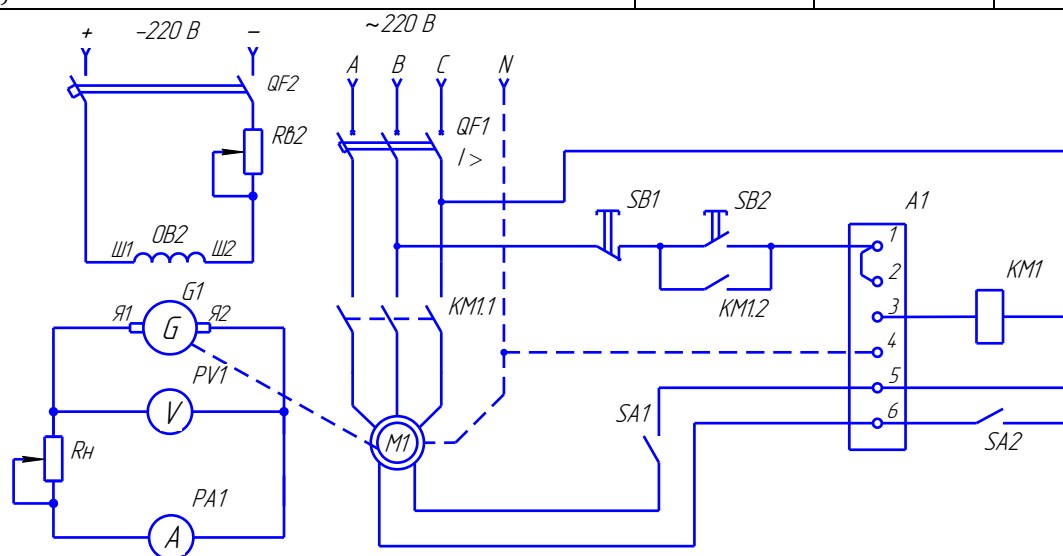 + -220 В - ~220 В
A B C N
QF2
QF1
I >
Rв2
SB1 SB2 A1
Ш1 ОВ2 Ш2
1
2
3
4
5
6
KM1
KM1.1
KM1.2
G1
Я1 G Я2
PV1
V
M1
SA1
SA2
Rн
PA1
A